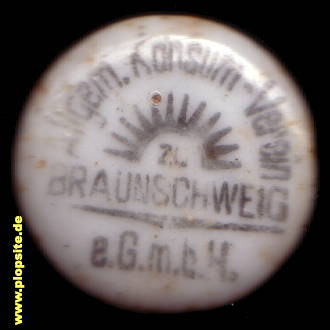 Allgem. Konsum-Verein
zu
BRAUNSCHWEIG
e.G.m.b.H.
www.plopsite.de